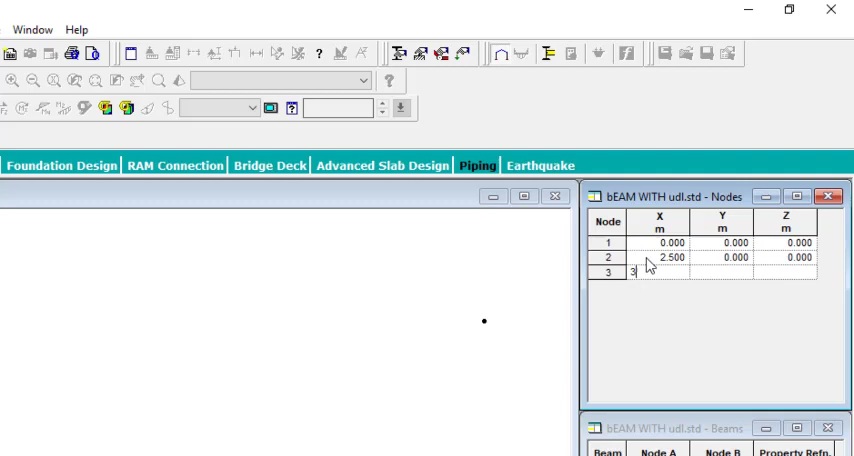 Window Help
Foundation Design RAM Connection Bridge Deck Advanced Slab Design Piping Earthquake
bEAM WITH udl.std - Nodes
Node X m Y m Z m
1 0.000 0.000 0.000
2 2.500 0.000 0.000
3 3
bEAM WITH udl.std - Beams
Beam Node A Node B Property Refn.